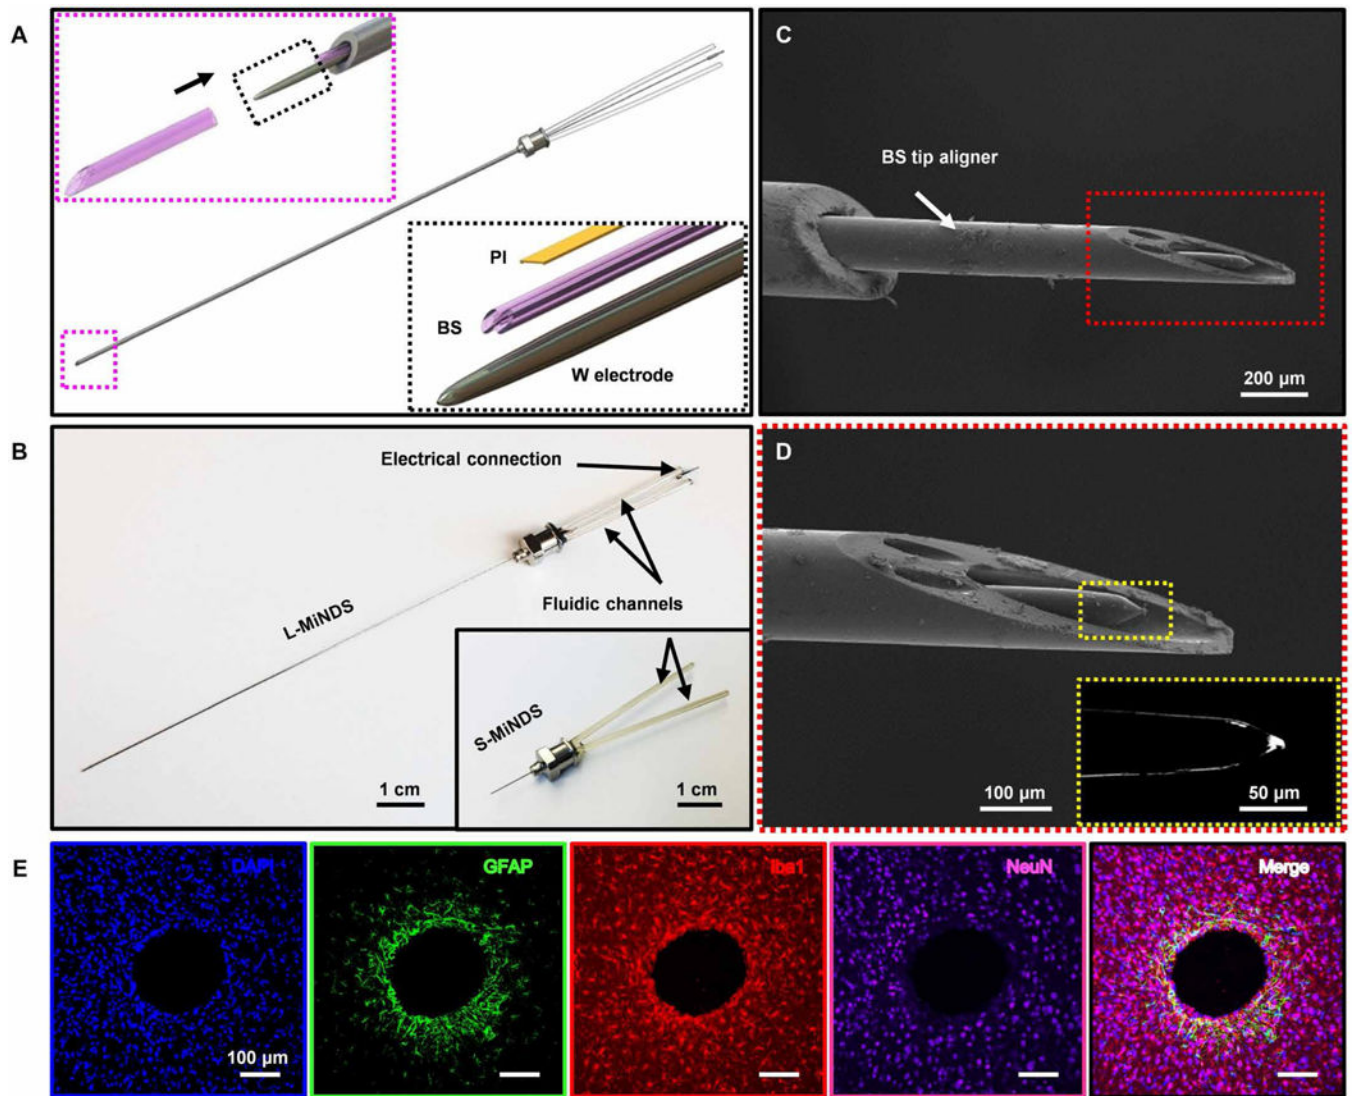 A
PI
BS
W electrode
C
BS tip aligner
200 µm
B
Electrical connection
L-MiNDS
Fluidic channels
S-MiNDS
1 cm
1 cm
D
100 µm
50 µm
E
DAPI
GFAP
Iba1
NeuN
Merge
100 µm